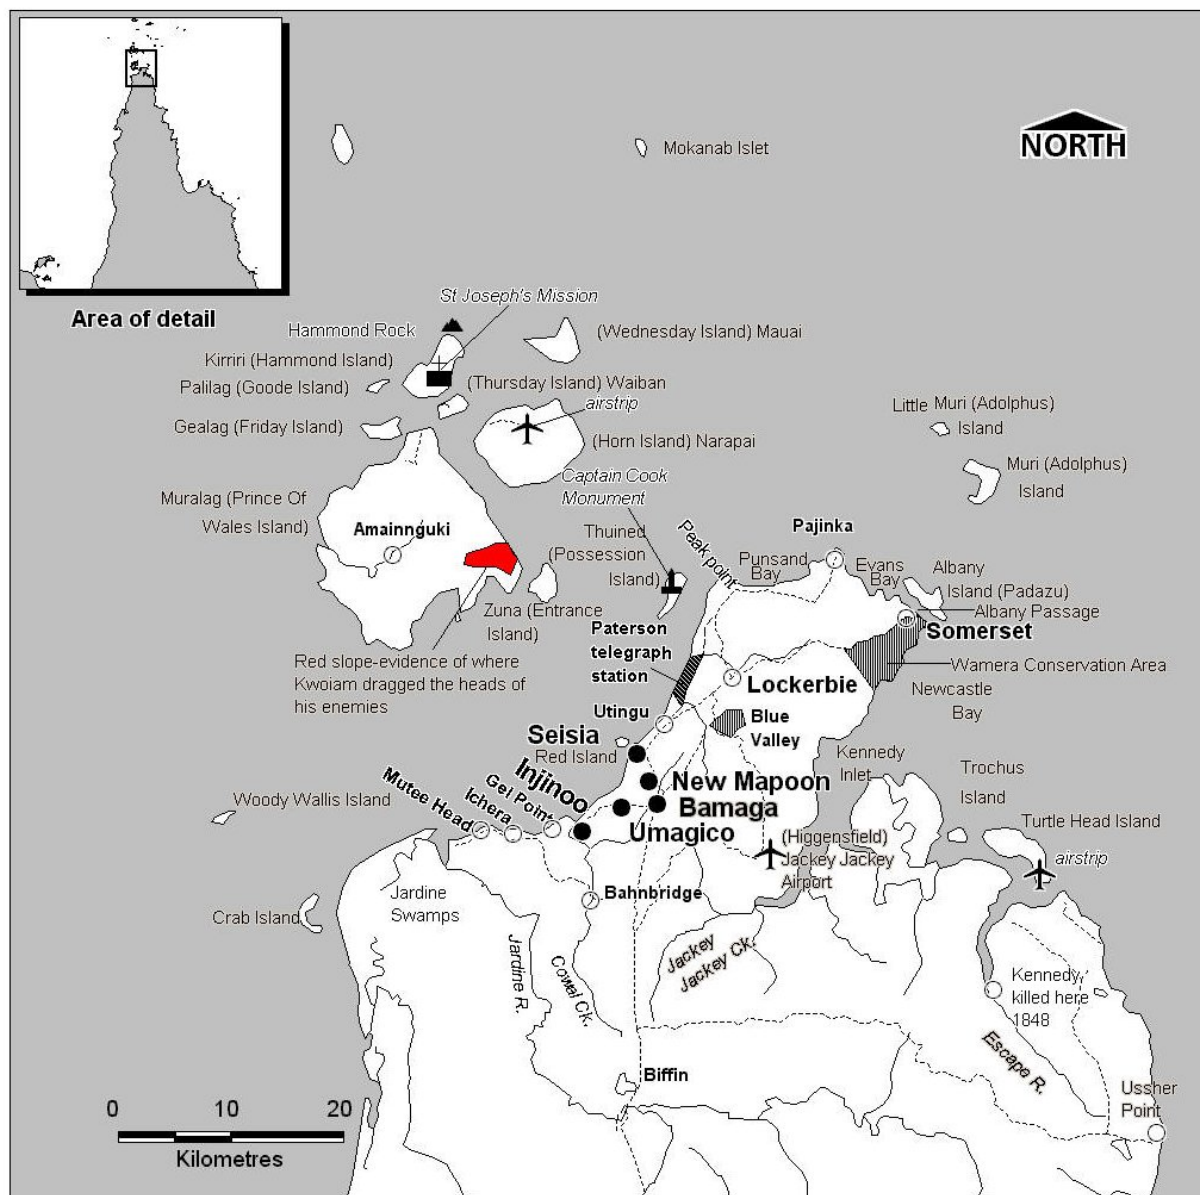 NORTH
Mokanab Islet
Area of detail
St Joseph's Mission
Hammond Rock
(Wednesday Island) Mauai
Kirriri (Hammond Island)
Palilag (Goode Island)
(Thursday Island) Waiban
airstrip
Gealag (Friday Island)
(Horn Island) Narapai
Little Muri (Adolphus)
Island
Muri (Adolphus)
Island
Captain Cook
Monument
Muralag (Prince Of
Wales Island)
Amainnguki
Thuined
(Possession
Island)
Peak point
Pajinka
Punsand
Bay
Evans
Bay
Albany
Island (Padazu)
Albany Passage
Somerset
Zuna (Entrance
Island)
Paterson
telegraph
station
Red slope-evidence of where
Kwoiam dragged the heads of
his enemies
Wamera Conservation Area
Lockerbie
Newcastle
Bay
Utingu
Blue
Valley
Seisia
Red Island
Kennedy
Inlet
Trochus
Island
New Mapoon
Injinoo
Bamaga
Gel Point
Ichera
Mutee Head
Woody Wallis Island
Umagico
Turtle Head Island
(Higgensfield)
Jackey Jackey
Airport
airstrip
Jardine
Swamps
Bahnbridge
Crab Island
Jackey
Jackey Ck.
Jardine R.
Cowal Ck.
Kennedy
killed here
1848
Escape R.
Biffin
Ussher
Point
0 10 20
Kilometres